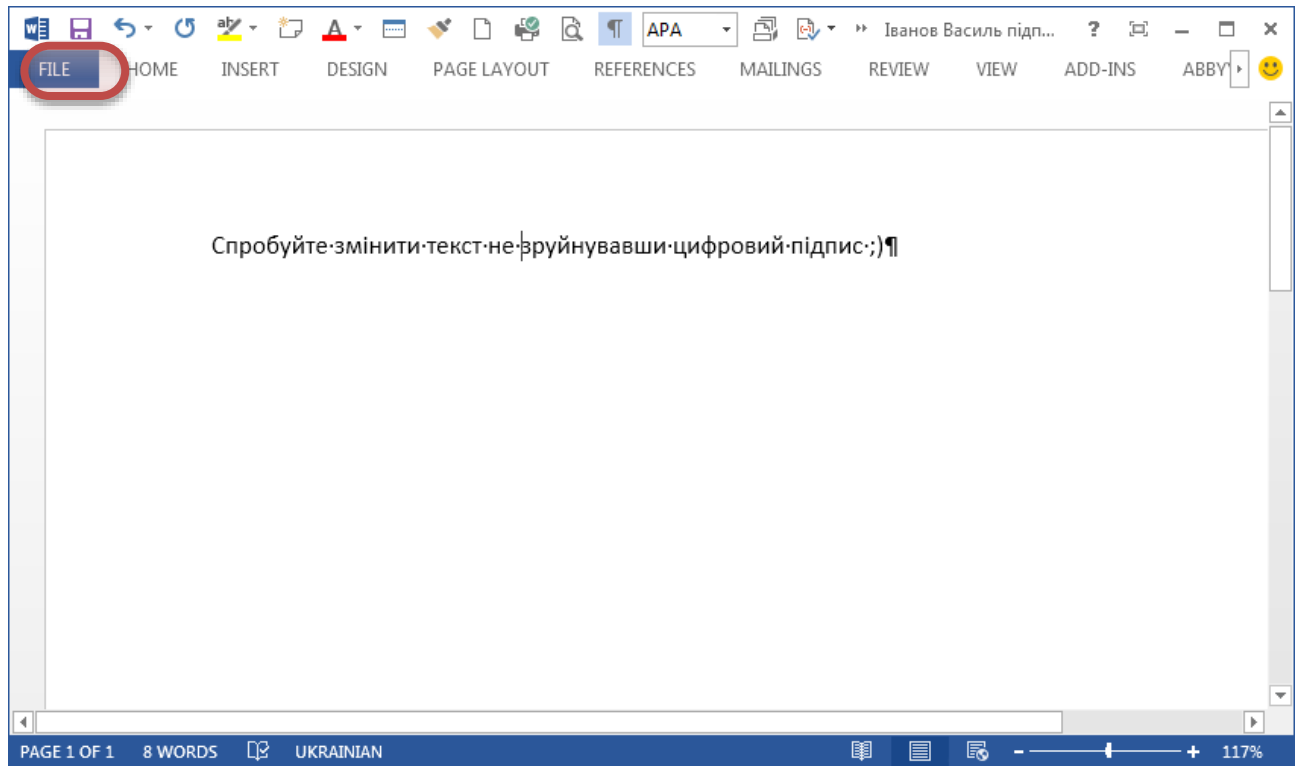 APA Іванов Василь підп... ?
FILE HOME INSERT DESIGN PAGE LAYOUT REFERENCES MAILINGS REVIEW VIEW ADD-INS ABBY
Спробуйте·змінити·текст·не·зруйнувавши·цифровий·підпис·;)¶
PAGE 1 OF 1 8 WORDS UKRAINIAN 117%